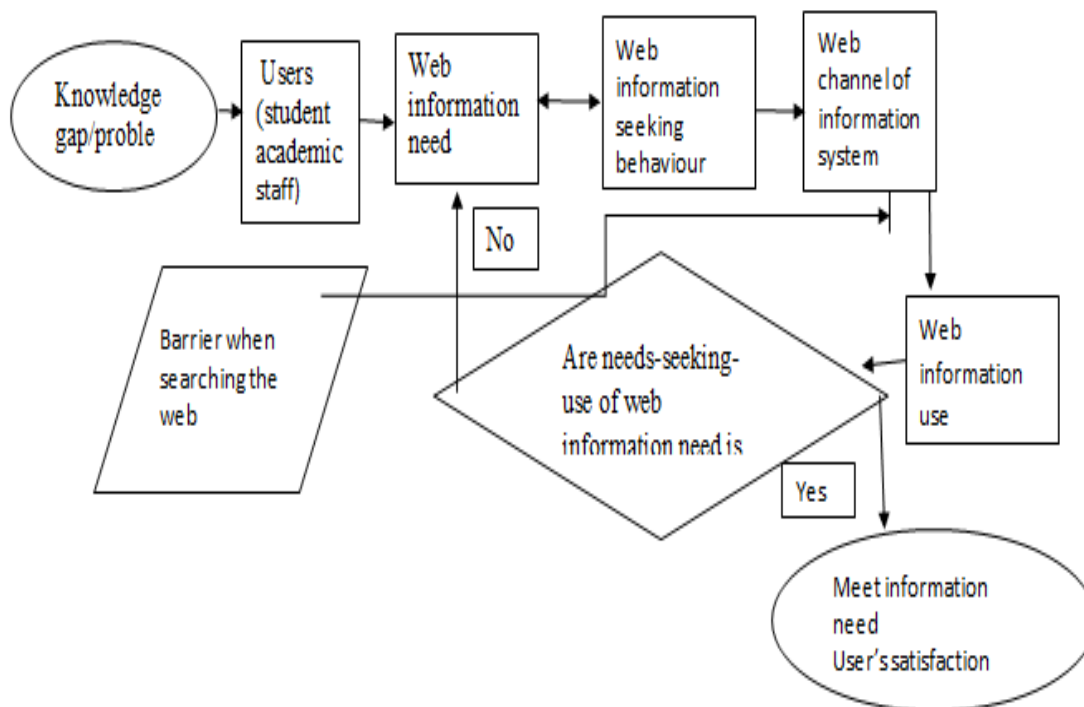 Knowledge
gap/proble
Users
(student
academic
staff)
Web
information
need
Web
information
seeking
behaviour
Web
channel of
information
system
No
Barrier when
searching the
web
Are needs-seeking-
use of web
information need is
Web
information
use
Yes
Meet information
need
User's satisfaction